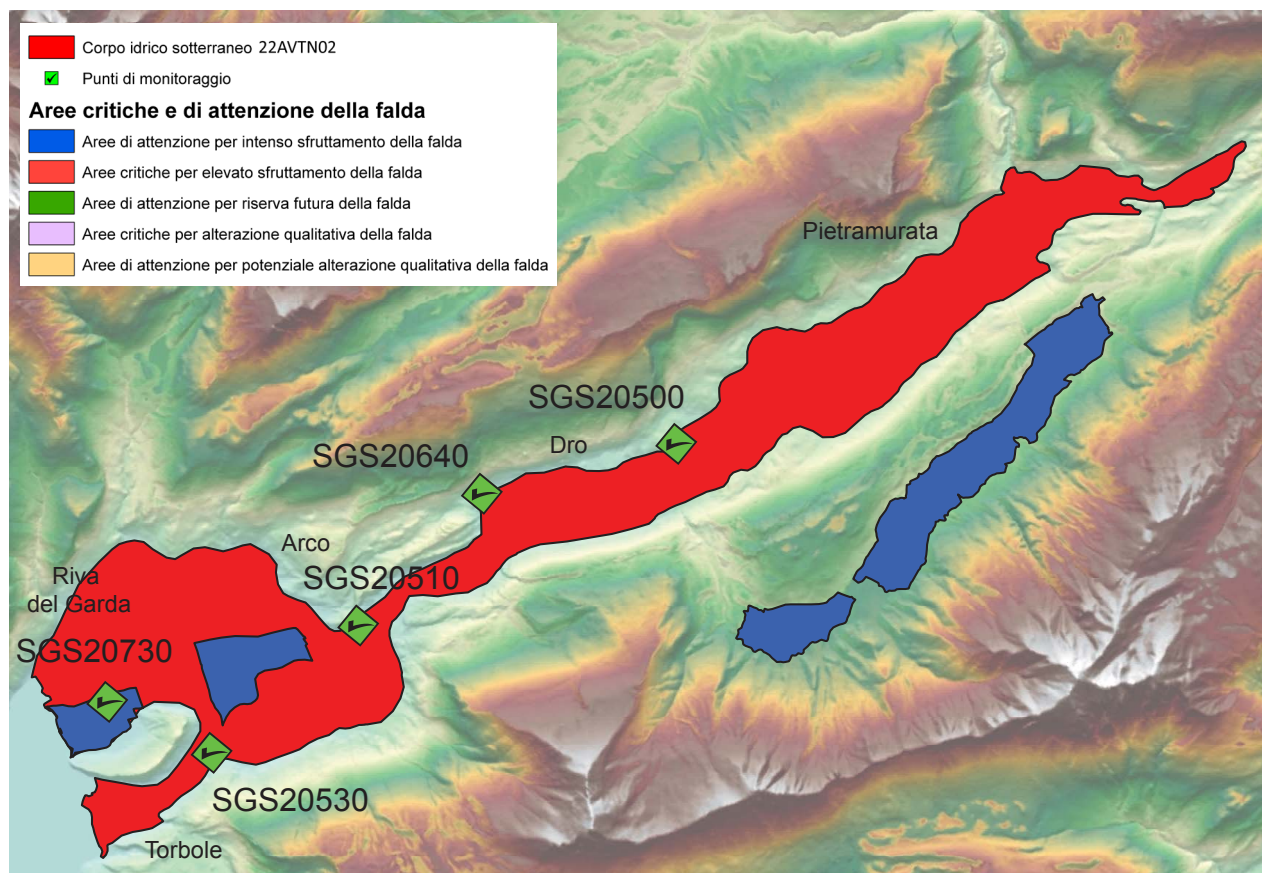 Corpo idrico sotterraneo 22AVTN02
Punti di monitoraggio
Aree critiche e di attenzione della falda
Aree di attenzione per intenso sfruttamento della falda
Aree critiche per elevato sfruttamento della falda
Aree di attenzione per riserva futura della falda
Aree critiche per alterazione qualitativa della falda
Aree di attenzione per potenziale alterazione qualitativa della falda
Pietramurata
SGS20500
Dro
SGS20640
Arco
Riva
del Garda
SGS20510
SGS20730
SGS20530
Torbole